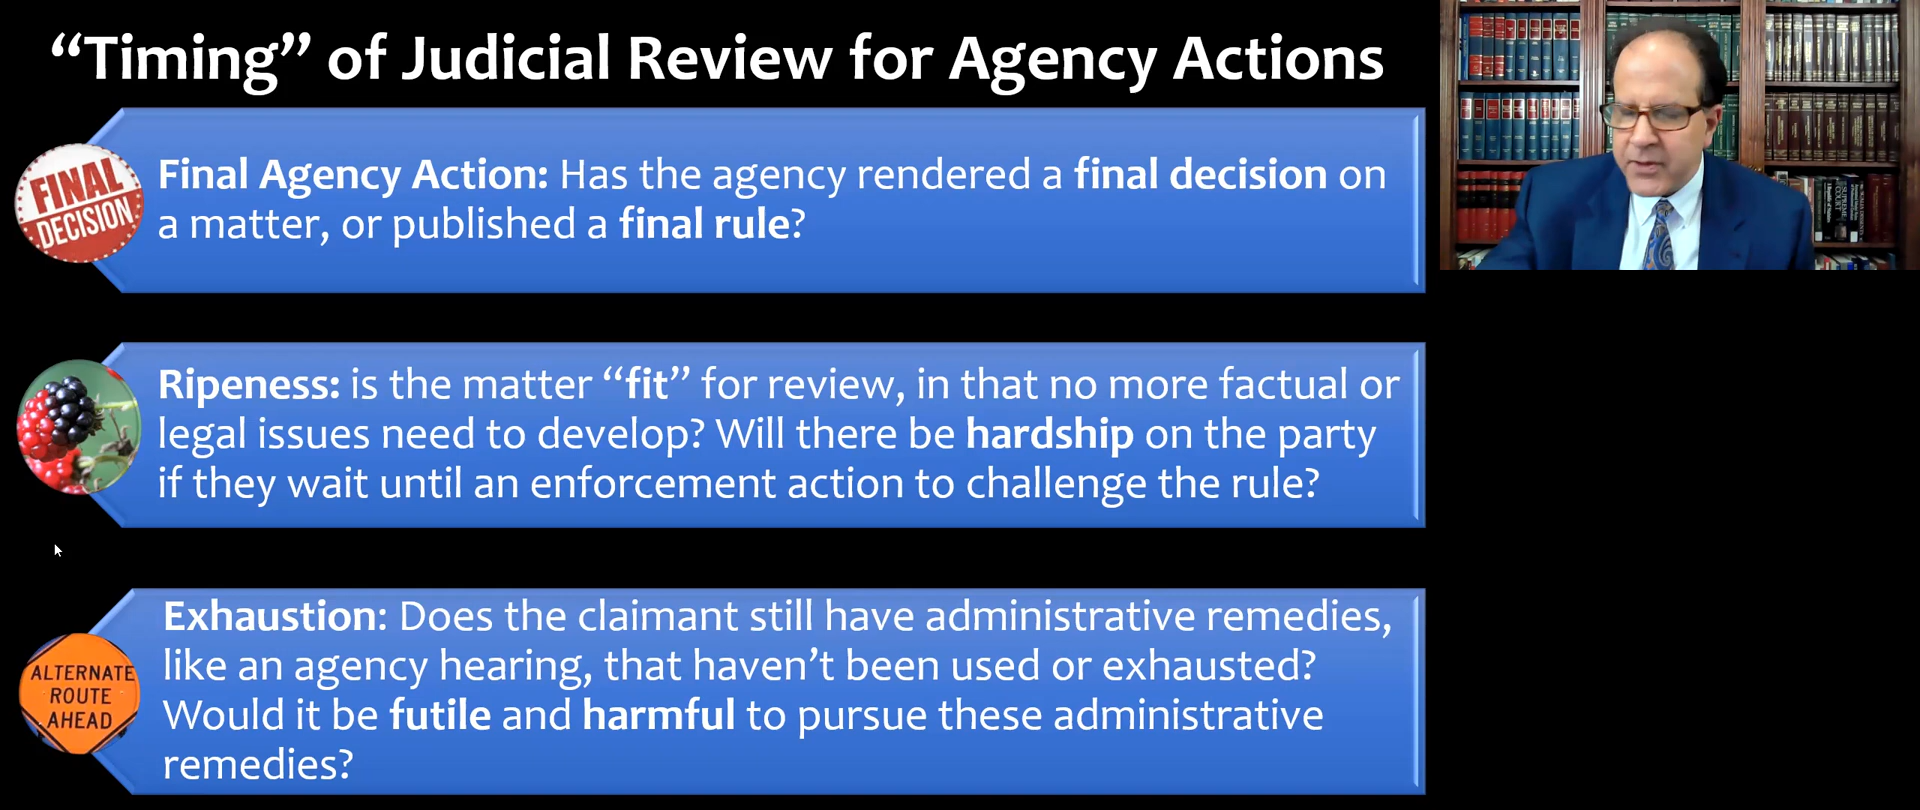 “Timing” of Judicial Review for Agency Actions
FINAL
DECISION
Final Agency Action: Has the agency rendered a final decision on
a matter, or published a final rule?
Ripeness: is the matter “fit” for review, in that no more factual or
legal issues need to develop? Will there be hardship on the party
if they wait until an enforcement action to challenge the rule?
ALTERNATE
ROUTE
AHEAD
Exhaustion: Does the claimant still have administrative remedies,
like an agency hearing, that haven’t been used or exhausted?
Would it be futile and harmful to pursue these administrative
remedies?